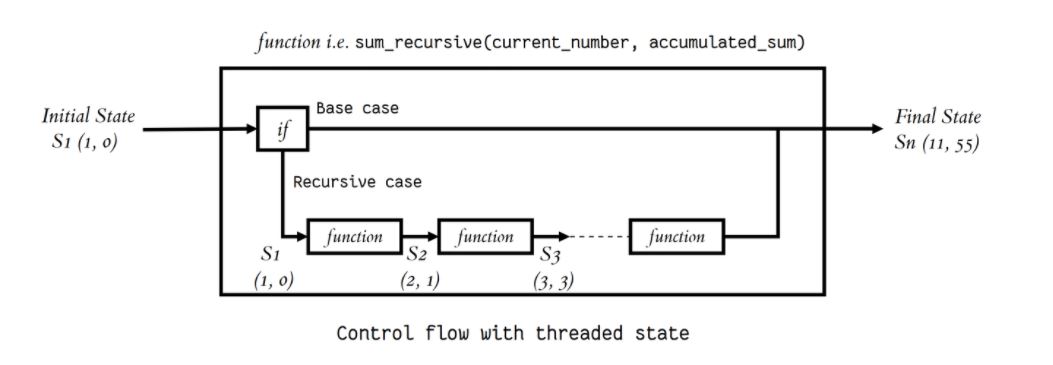 function i.e. sum_recursive(current_number, accumulated_sum)
Initial State
S1 (1, 0)
if
Base case
Final State
Sn (11, 55)
Recursive case
function
function
function
S1
(1, 0)
S2
(2, 1)
S3
(3, 3)
Control flow with threaded state